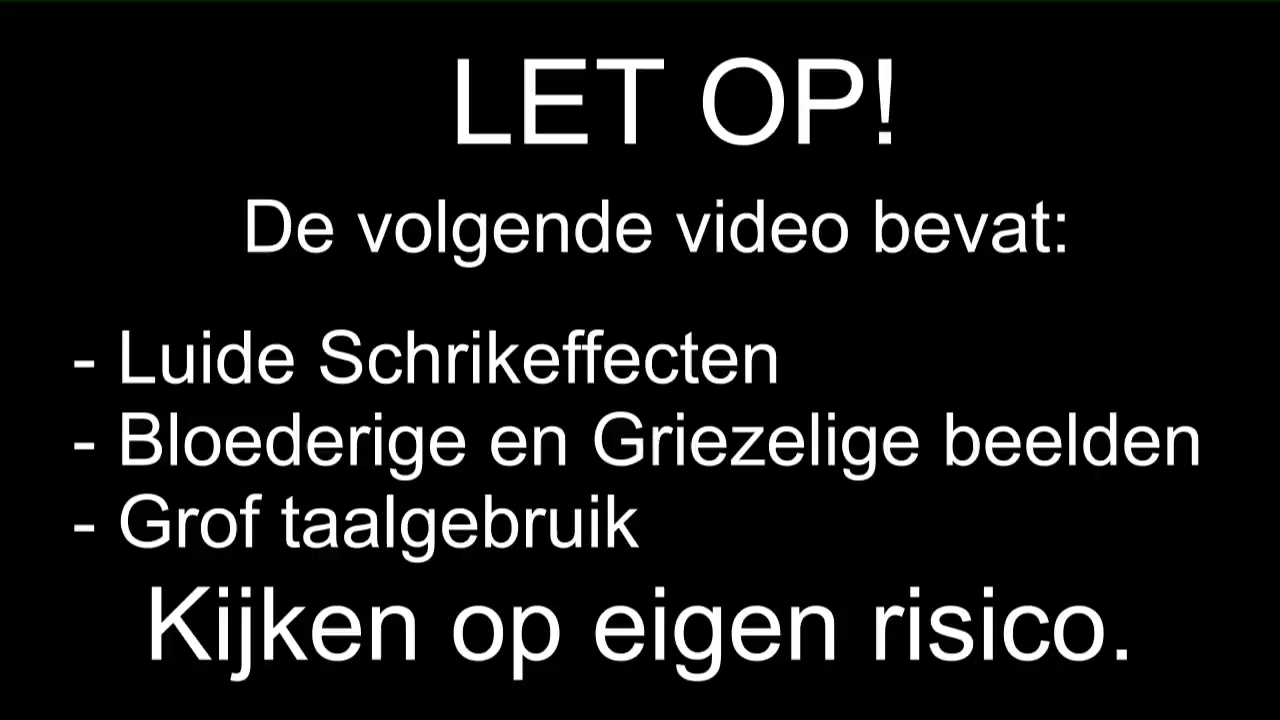 LET OP!
De volgende video bevat:
- Luide Schrikeffecten
- Bloederige en Griezelige beelden
- Grof taalgebruik
Kijken op eigen risico.